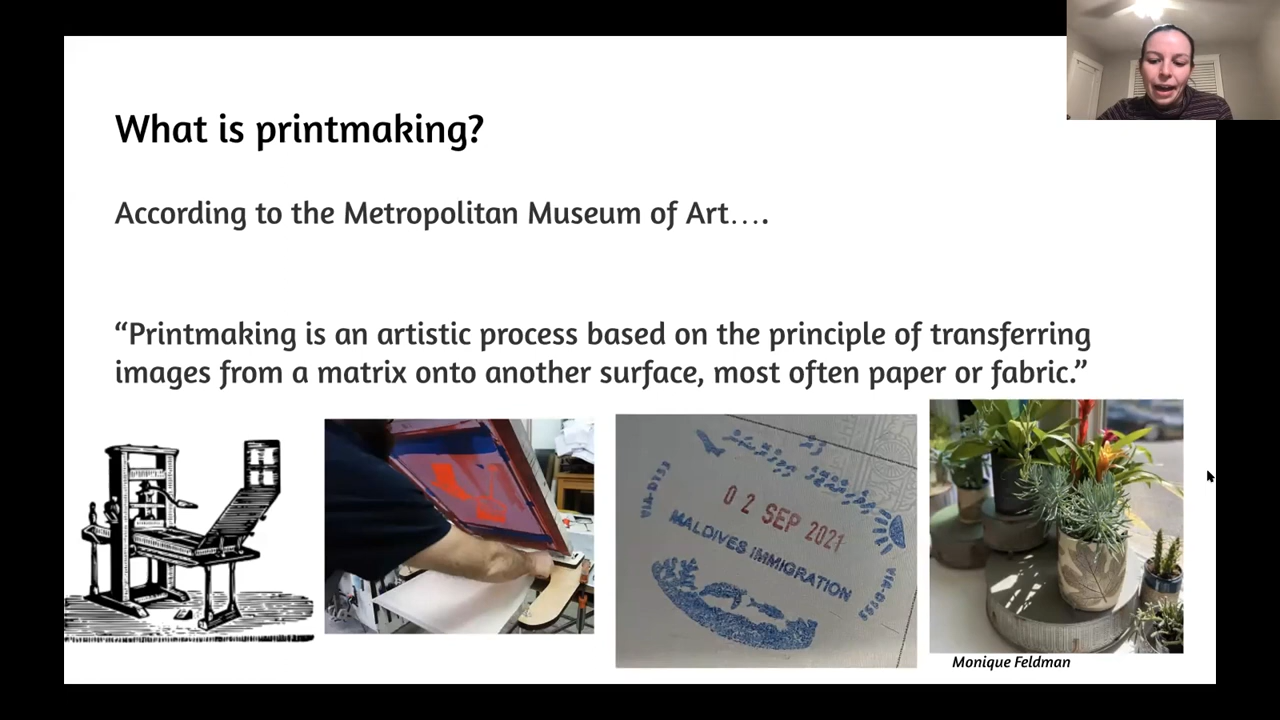 What is printmaking?
According to the Metropolitan Museum of Art….
“Printmaking is an artistic process based on the principle of transferring
images from a matrix onto another surface, most often paper or fabric.”
02 SEP 2021
MALDIVES IMMIGRATION
Monique Feldman